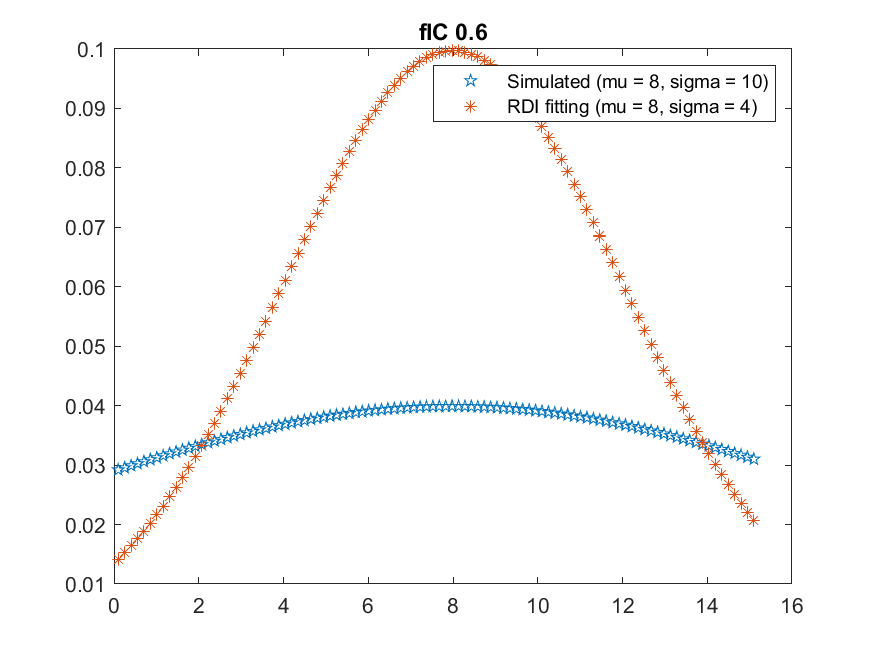 fIC 0.6
Simulated (mu = 8, sigma = 10)
RDI fitting (mu = 8, sigma = 4)
0.1
0.09
0.08
0.07
0.06
0.05
0.04
0.03
0.02
0.01
0 2 4 6 8 10 12 14 16